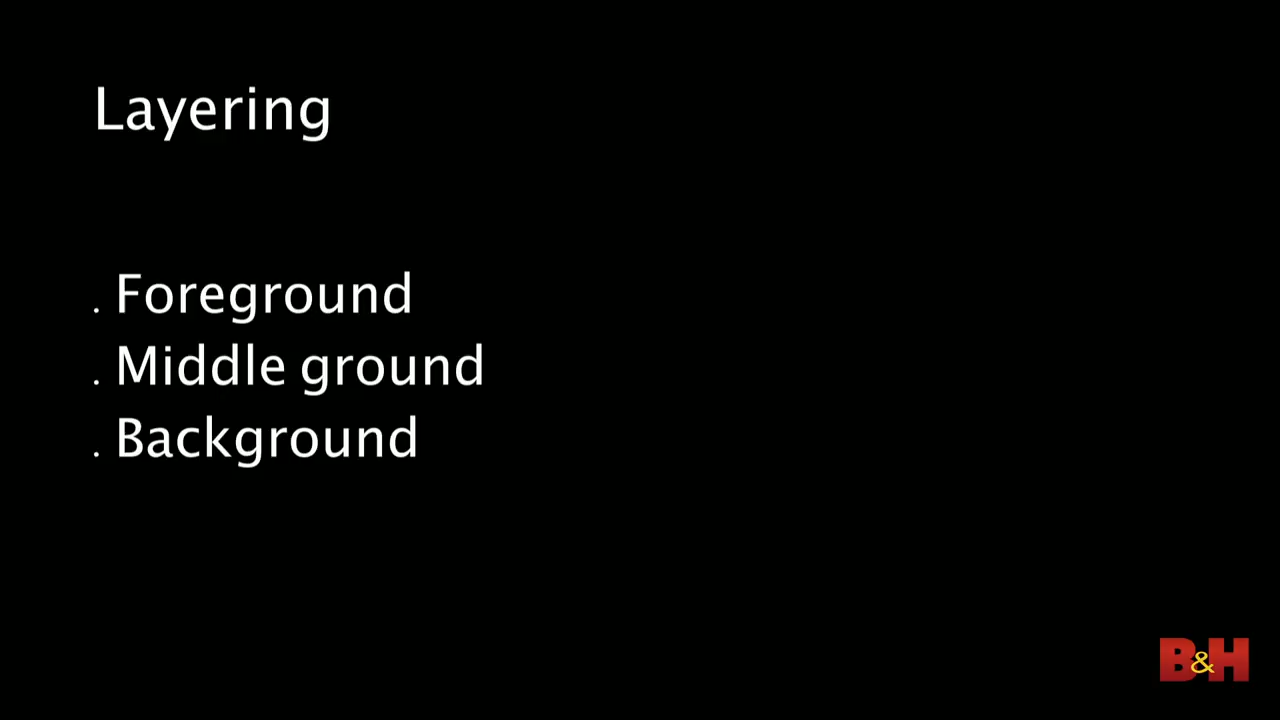 Layering
. Foreground
. Middle ground
. Background
B&H